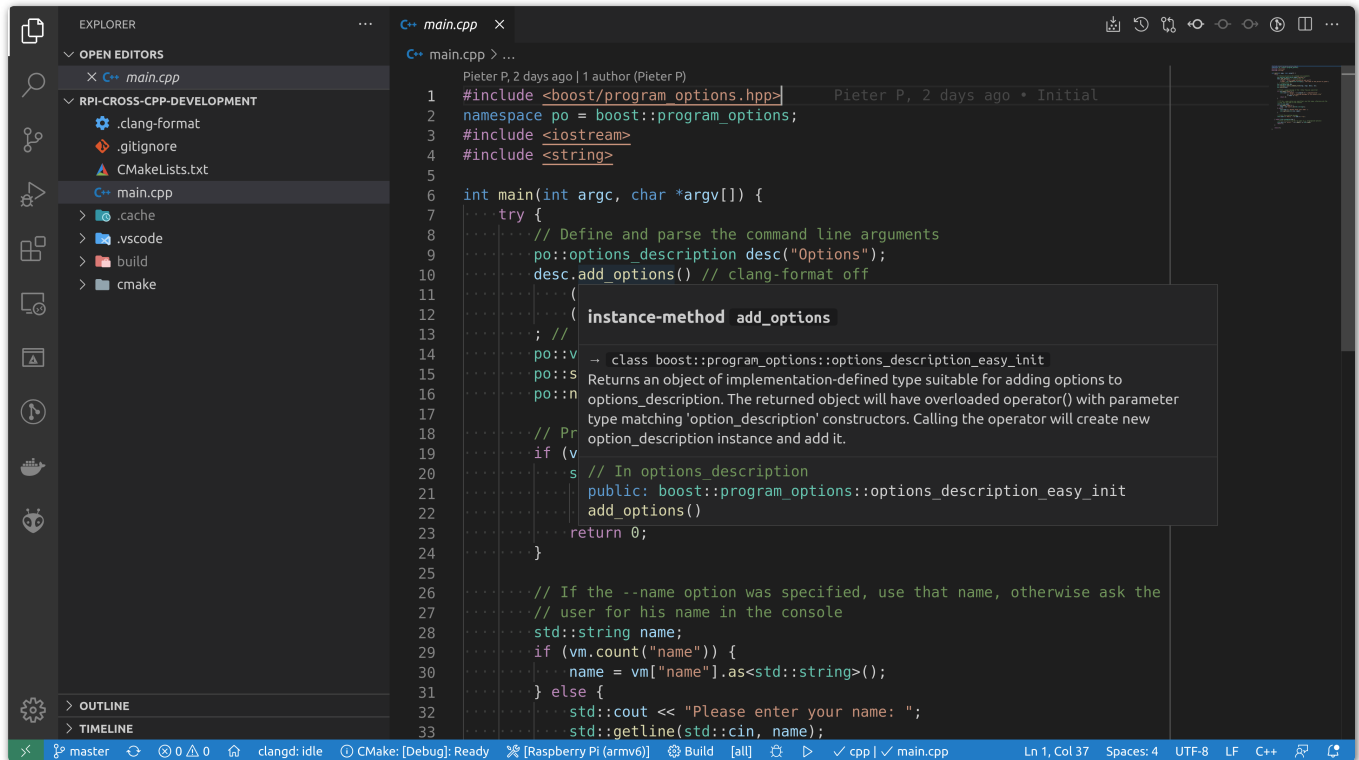 EXPLORER
OPEN EDITORS
main.cpp
RPI-CROSS-CPP-DEVELOPMENT
.clang-format
.gitignore
CMakeLists.txt
C++ main.cpp
.cache
.vscode
build
cmake
OUTLINE
TIMELINE
C++ main.cpp
C++ main.cpp > ...
Pieter P, 2 days ago | 1 author (Pieter P)
1 #include <boost/program_options.hpp> Pieter P, 2 days ago • Initial
2 namespace po = boost::program_options;
3 #include <iostream>
4 #include <string>
5
6 int main(int argc, char *argv[]) {
7 try {
8 // Define and parse the command line arguments
9 po::options_description desc("Options");
10 desc.add_options() // clang-format off
11 (
12 (
13 ; //
14 po::v
15 po::s
16 po::n
17
18 // Pr
19 if (v
20 s
21
22
23 return 0;
24 }
25
26 // If the --name option was specified, use that name, otherwise ask the
27 // user for his name in the console
28 std::string name;
29 if (vm.count("name")) {
30 name = vm["name"].as<std::string>();
31 } else {
32 std::cout << "Please enter your name: ";
33 std::getline(std::cin, name);
instance-method add_options
→ class boost::program_options::options_description_easy_init
Returns an object of implementation-defined type suitable for adding options to
options_description. The returned object will have overloaded operator() with parameter
type matching 'option_description' constructors. Calling the operator will create new
option_description instance and add it.
// In options_description
public: boost::program_options::options_description_easy_init
add_options()
master 0 0 clangd: idle CMake: [Debug]: Ready [Raspberry Pi (armv6)] Build [all] cpp | main.cpp Ln 1, Col 37 Spaces: 4 UTF-8 LF C++